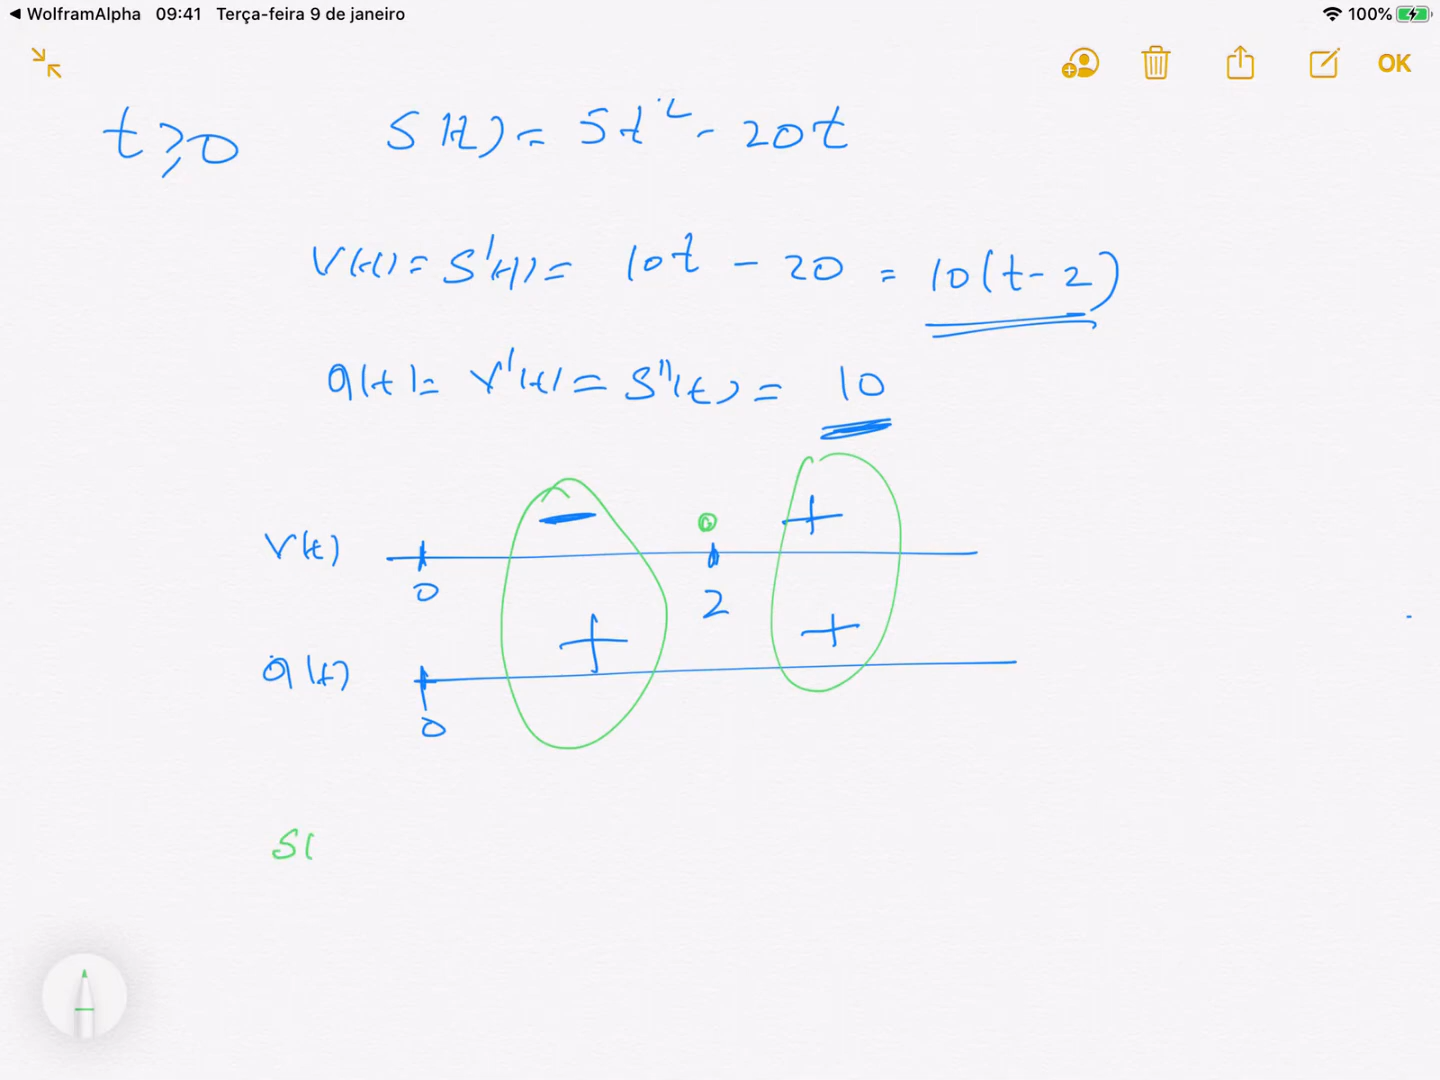 WolframAlpha 09:41 Terça-feira 9 de janeiro 100%
OK
t ≥ 0 S(t) = 5t² - 20t
V(t) = S'(t) = 10t - 20 = 10(t-2)
a(t) = V'(t) = S''(t) = 10
- 0 +
V(t)
0 2
+ +
a(t)
0
S(